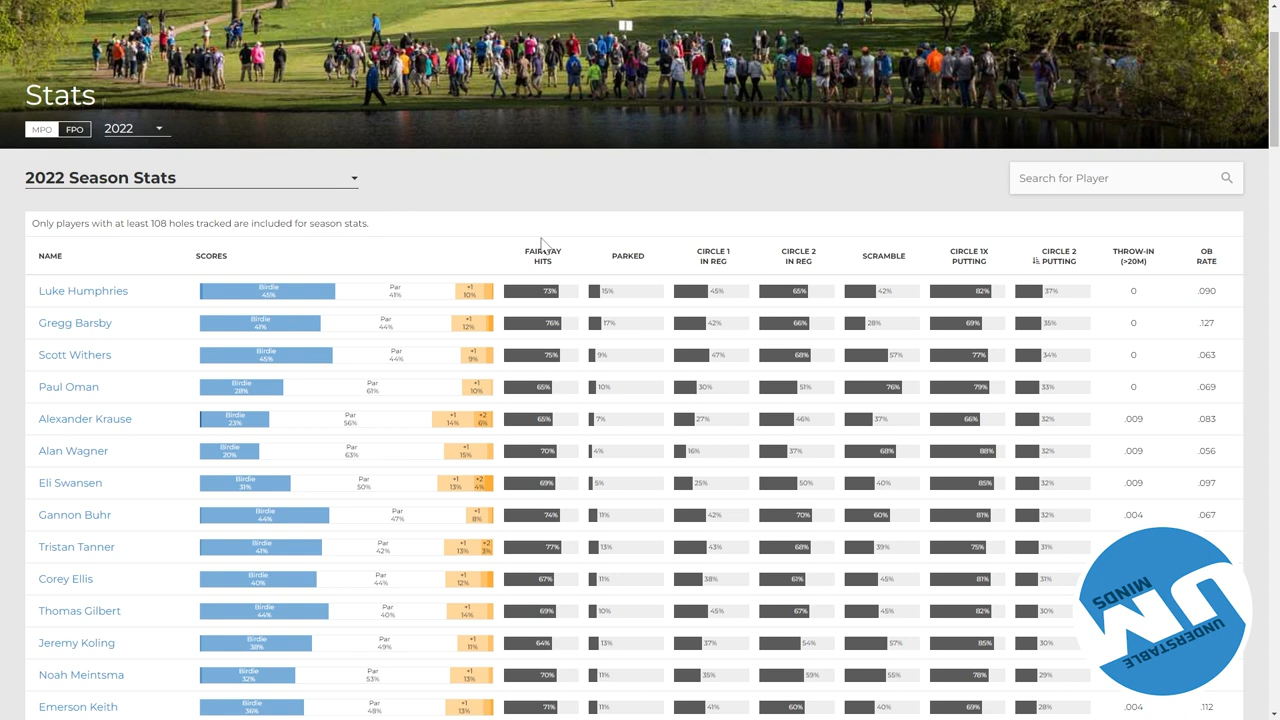 Stats
MPO FPO 2022
2022 Season Stats
Search for Player
Only players with at least 108 holes tracked are included for season stats.
NAME SCORES FAIRWAY HITS PARKED CIRCLE 1 IN REG CIRCLE 2 IN REG SCRAMBLE CIRCLE 1X PUTTING CIRCLE 2 PUTTING THROW-IN (>20M) OB RATE
Luke Humphries Birdie 45% Par 41% +1 10% 73% 15% 45% 65% 42% 82% 37% 0 .090
Gregg Barsby Birdie 41% Par 44% +1 12% 76% 17% 42% 66% 28% 69% 35% 0 .127
Scott Withers Birdie 45% Par 44% +1 9% 75% 9% 47% 68% 57% 77% 34% 0 .063
Paul Oman Birdie 28% Par 61% +1 10% 65% 10% 30% 51% 76% 79% 33% 0 .069
Alexander Krause Birdie 23% Par 56% +1 14% +2 6% 65% 7% 27% 46% 37% 66% 32% .009 .083
Alan Wagner Birdie 20% Par 63% +1 15% 70% 4% 16% 37% 68% 88% 32% .009 .056
Eli Swansen Birdie 31% Par 50% +1 13% +2 4% 69% 5% 25% 50% 40% 85% 32% .009 .097
Gannon Buhr Birdie 44% Par 47% +1 8% 74% 11% 42% 70% 60% 81% 32% .004 .067
Tristan Tanner Birdie 41% Par 42% +1 13% +2 3% 77% 13% 43% 68% 39% 75% 31%
Corey Ellis Birdie 40% Par 44% +1 12% 67% 11% 38% 61% 45% 81% 31%
Thomas Gilbert Birdie 44% Par 40% +1 14% 69% 10% 45% 67% 45% 82% 30%
Jeremy Koling Birdie 38% Par 49% +1 11% 64% 13% 37% 54% 57% 85% 30%
Noah Meintsma Birdie 32% Par 53% +1 13% 70% 11% 35% 59% 55% 78% 29%
Emerson Keith Birdie 36% Par 48% +1 13% 71% 11% 41% 60% 40% 69% 28% .004 .112
UNDERSTABLE
MINDS